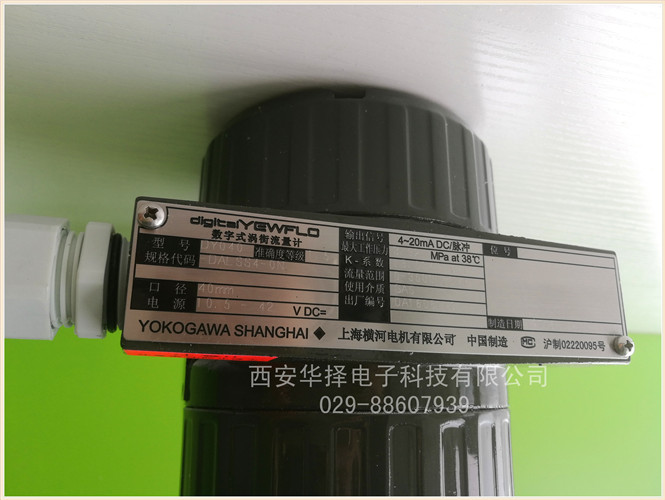 digitalYEWFLO
数字式涡街流量计
型号 DY040
准确度等级
规格代码 -DALSS4-0N
口径 40mm
电源 10.5-42 V DC=
输出信号 4~20mA DC/脉冲
最大工作压力 MPa at 38℃
K-系数
流量范围
使用介质
出厂编号
位号
制造日期
YOKOGAWA SHANGHAI ◆ 上海横河电机有限公司 中国制造 MC 沪制02220095号
西安华择电子科技有限公司
029-88607939